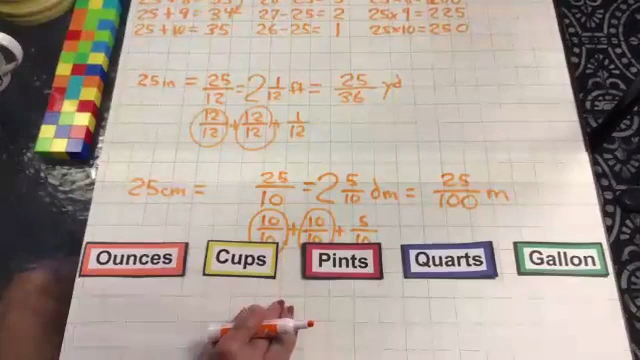 25 + 9 = 34 27 - 25 = 2 25 x 9 = 225
25 + 10 = 35 26 - 25 = 1 25 x 10 = 250
25 in = 25/12 = 2 1/12 ft = 25/36 yd
12/12 + 12/12 + 1/12
25 cm = 25/10 = 2 5/10 dm = 25/100 m
10/10 + 10/10 + 5/10
Ounces Cups Pints Quarts Gallon